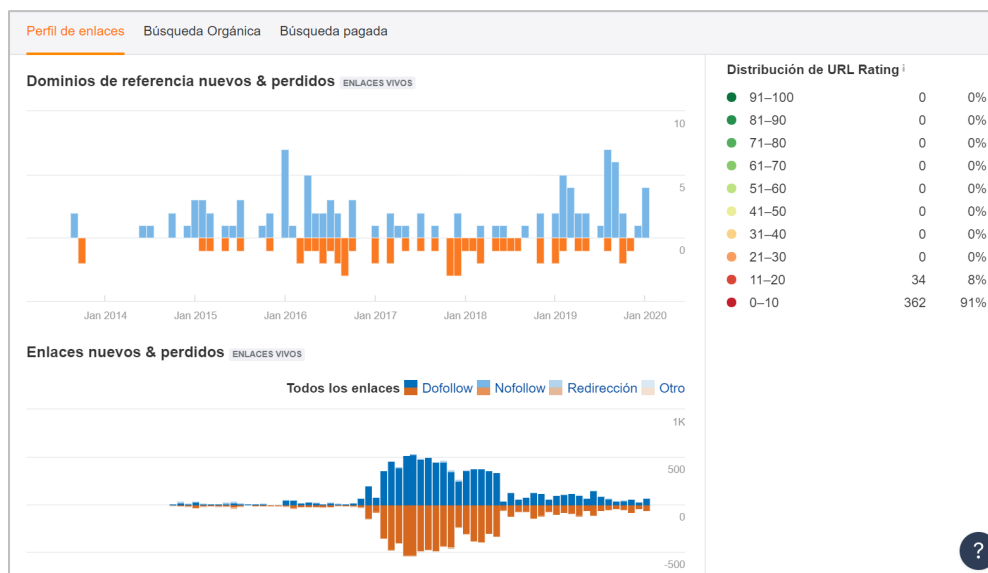 Perfil de enlaces Búsqueda Orgánica Búsqueda pagada
Dominios de referencia nuevos & perdidos ENLACES VIVOS
10
5
0
Jan 2014 Jan 2015 Jan 2016 Jan 2017 Jan 2018 Jan 2019 Jan 2020
Enlaces nuevos & perdidos ENLACES VIVOS
Todos los enlaces Dofollow Nofollow Redirección Otro
1K
500
0
-500
Distribución de URL Rating i
91–100 0 0%
81–90 0 0%
71–80 0 0%
61–70 0 0%
51–60 0 0%
41–50 0 0%
31–40 0 0%
21–30 0 0%
11–20 34 8%
0–10 362 91%
?